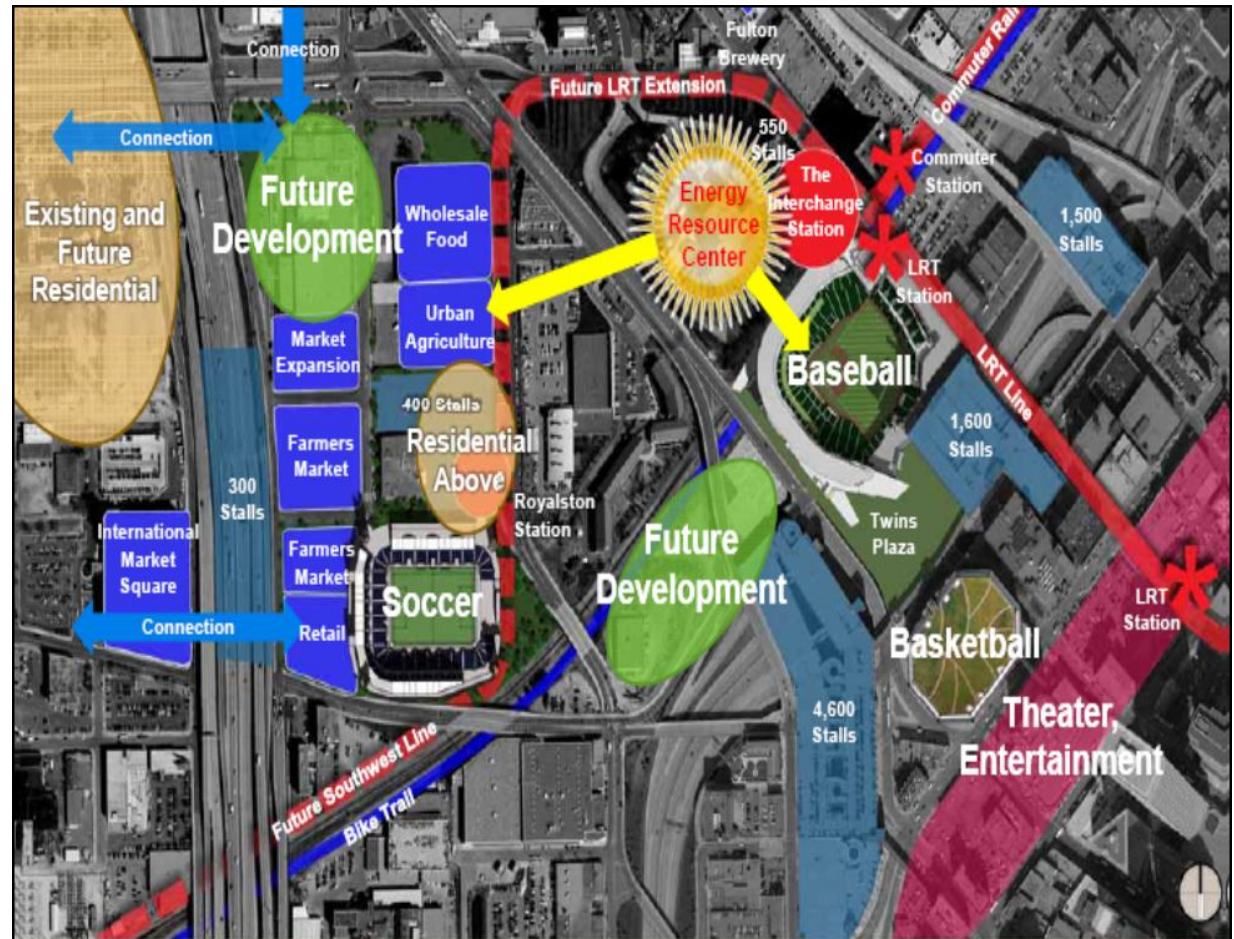 Connection
Fulton
Brewery
Commuter Rail
Future LRT Extension
550
Stalls
Connection
Commuter
Station
The
Interchange
Station
Energy
Resource
Center
Existing and
Future
Residential
Future
Development
Wholesale
Food
1,500
Stalls
LRT
Station
Urban
Agriculture
Market
Expansion
Baseball
LRT Line
400 Stalls
1,600
Stalls
Farmers
Market
Residential
Above
300
Stalls
Royalston
Station
Twins
Plaza
International
Market
Square
Farmers
Market
Future
Development
Soccer
LRT
Station
Connection
Retail
Basketball
4,600
Stalls
Theater,
Entertainment
Future Southwest Line
Bike Trail